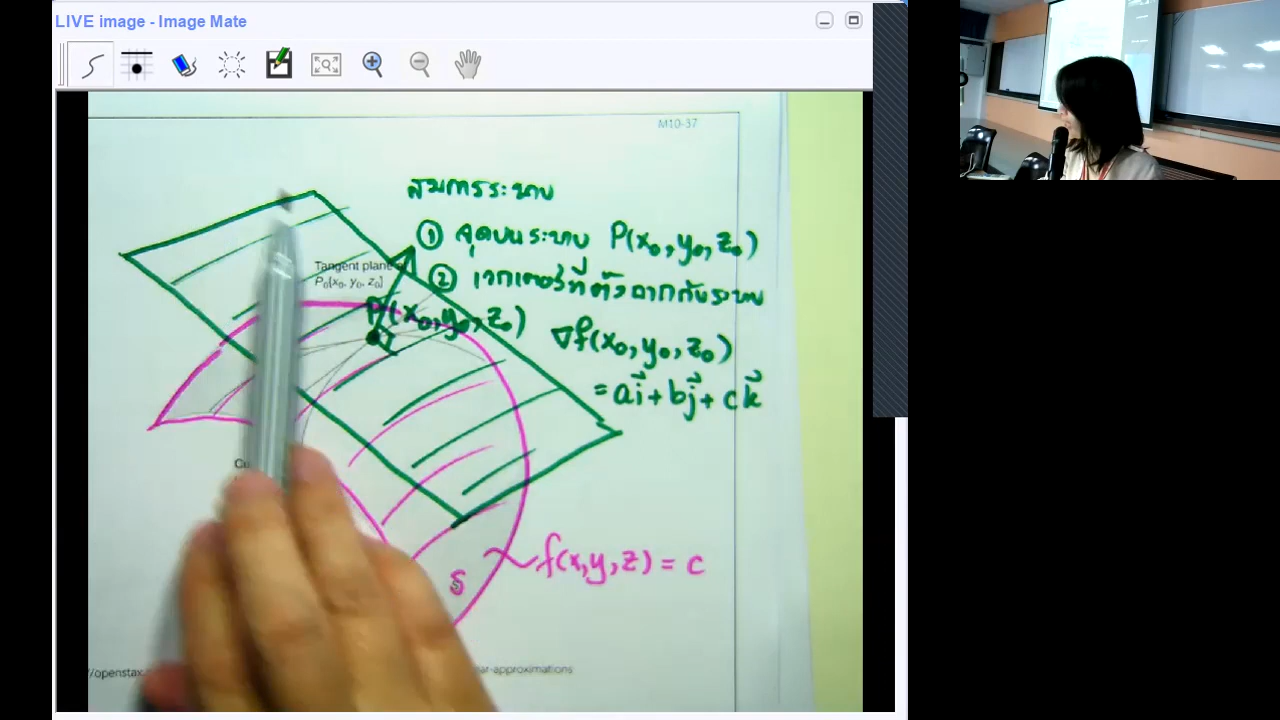 LIVE image - Image Mate
M10-37
สมการระนาบ
① จุดบนระนาบ P(x₀, y₀, z₀)
Tangent plane
P₀(x₀, y₀, z₀)
② เวกเตอร์ที่ตั้งฉากกับระนาบ
P(x₀, y₀, z₀)
∇f(x₀, y₀, z₀)
= ai⃗ + bj⃗ + ck⃗
f(x, y, z) = c
S
//openstax
ar-approximations